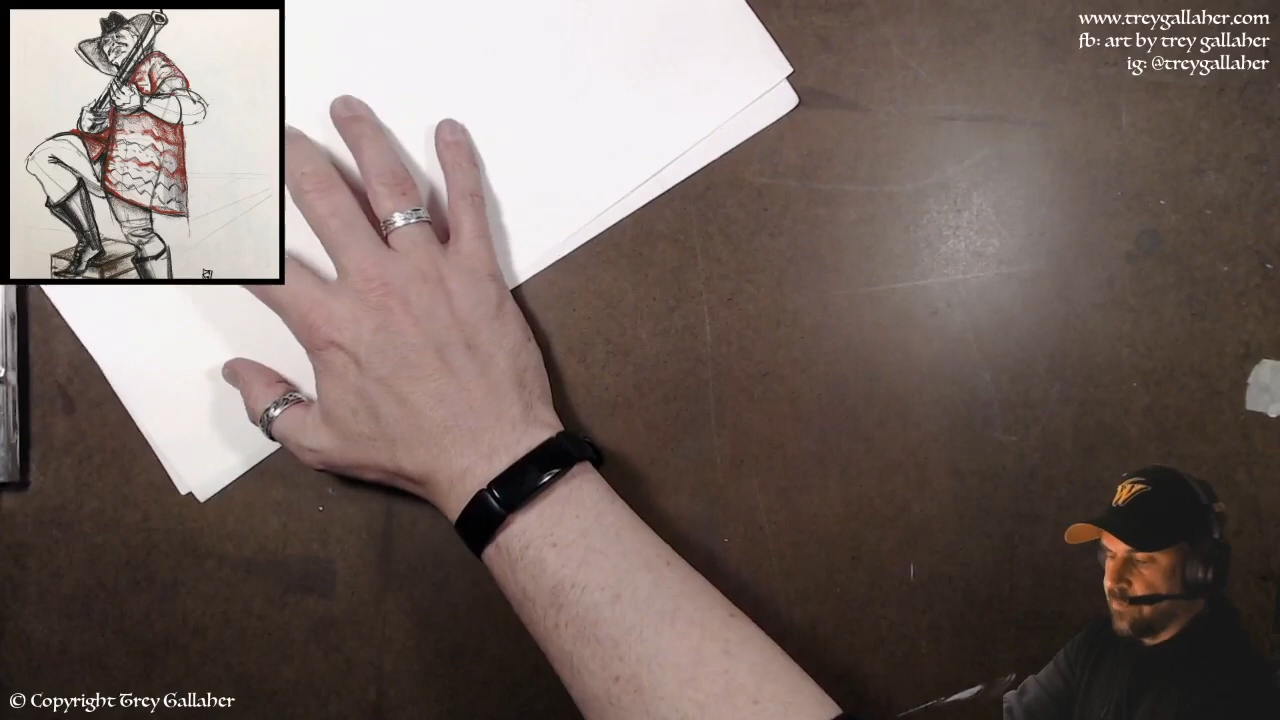 www.treygallaher.com
fb: art by trey gallaher
ig: @treygallaher
W
© Copyright Trey Gallaher